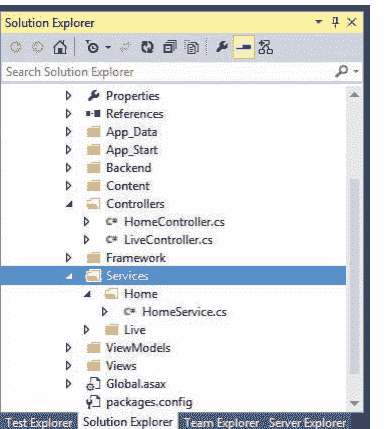 Solution Explorer
Search Solution Explorer
Properties
References
App_Data
App_Start
Backend
Content
Controllers
C# HomeController.cs
C# LiveController.cs
Framework
Services
Home
C# HomeService.cs
Live
ViewModels
Views
Global.asax
packages.config
Test Explorer Solution Explorer Team Explorer Server Explorer